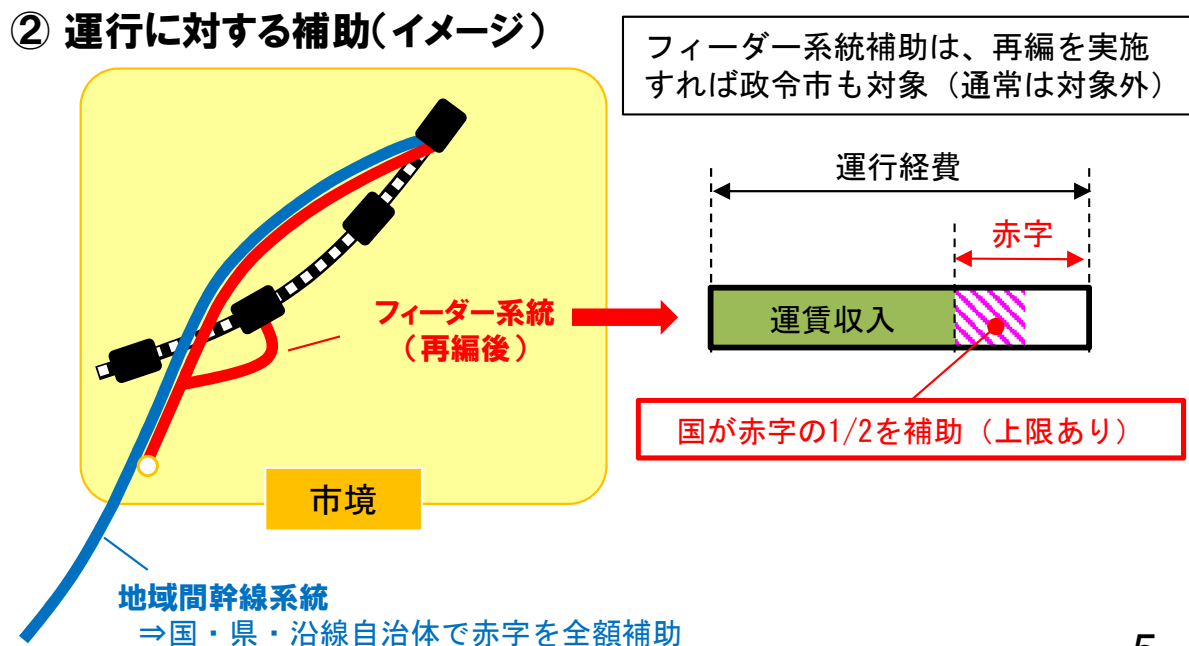 ② 運行に対する補助(イメージ)
フィーダー系統補助は、再編を実施
すれば政令市も対象（通常は対象外）
運行経費
赤字
運賃収入
フィーダー系統
（再編後）
国が赤字の1/2を補助（上限あり）
市境
地域間幹線系統
⇒国・県・沿線自治体で赤字を全額補助